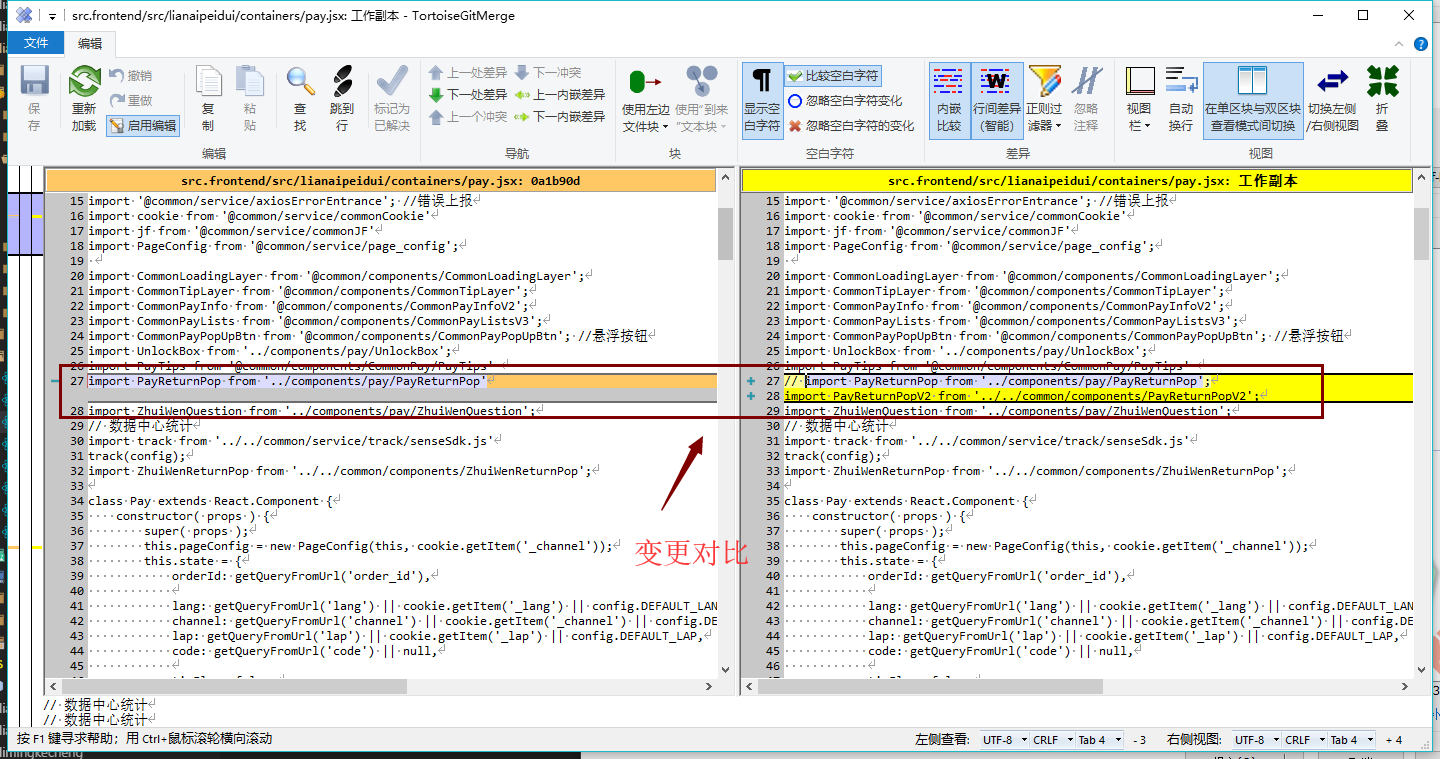 src.frontend/src/lianaipeidui/containers/pay.jsx: 工作副本 - TortoiseGitMerge
文件 编辑
保存 重新加载 撤销 重做 启用编辑 复制 粘贴 查找 跳到行 标记为已解决 上一处差异 下一处差异 上一个冲突 下一冲突 上一内嵌差异 下一内嵌差异 使用左边文件块 使用“到来”文本块 显示空白字符 比较空白字符 忽略空白字符变化 忽略空白字符的变化 内嵌比较 行间差异（智能） 正则过滤器 忽略注释 视图栏 自动换行 在单区块与双区块查看模式间切换 切换左侧/右侧视图 折叠
编辑 导航 块 空白字符 差异 视图
src.frontend/src/lianaipeidui/containers/pay.jsx: 0a1b90d
15 import '@common/service/axiosErrorEntrance'; //错误上报
16 import cookie from '@common/service/commonCookie'
17 import jf from '@common/service/commonJF'
18 import PageConfig from '@common/service/page_config';
19
20 import CommonLoadingLayer from '@common/components/CommonLoadingLayer';
21 import CommonTipLayer from '@common/components/CommonTipLayer';
22 import CommonPayInfo from '@common/components/CommonPayInfoV2';
23 import CommonPayLists from '@common/components/CommonPayListsV3';
24 import CommonPayPopUpBtn from '@common/components/CommonPayPopUpBtn'; //悬浮按钮
25 import UnlockBox from '../components/pay/UnlockBox';
26 import PayTips from '@common/components/CommonPay/PayTips'
27 import PayReturnPop from '../components/pay/PayReturnPop'
28 import ZhuiWenQuestion from '../components/pay/ZhuiWenQuestion';
29 // 数据中心统计
30 import track from '../../common/service/track/senseSdk.js'
31 track(config);
32 import ZhuiWenReturnPop from '../../common/components/ZhuiWenReturnPop';
33
34 class Pay extends React.Component {
35 constructor( props ) {
36 super( props );
37 this.pageConfig = new PageConfig(this, cookie.getItem('_channel'));
38 this.state = {
39 orderId: getQueryFromUrl('order_id'),
40
41 lang: getQueryFromUrl('lang') || cookie.getItem('_lang') || config.DEFAULT_LAN
42 channel: getQueryFromUrl('channel') || cookie.getItem('_channel') || config.DE
43 lap: getQueryFromUrl('lap') || cookie.getItem('_lap') || config.DEFAULT_LAP,
44 code: getQueryFromUrl('code') || null,
45
src.frontend/src/lianaipeidui/containers/pay.jsx: 工作副本
15 import '@common/service/axiosErrorEntrance'; //错误上报
16 import cookie from '@common/service/commonCookie'
17 import jf from '@common/service/commonJF'
18 import PageConfig from '@common/service/page_config';
19
20 import CommonLoadingLayer from '@common/components/CommonLoadingLayer';
21 import CommonTipLayer from '@common/components/CommonTipLayer';
22 import CommonPayInfo from '@common/components/CommonPayInfoV2';
23 import CommonPayLists from '@common/components/CommonPayListsV3';
24 import CommonPayPopUpBtn from '@common/components/CommonPayPopUpBtn'; //悬浮按钮
25 import UnlockBox from '../components/pay/UnlockBox';
26 import PayTips from '@common/components/CommonPay/PayTips'
27 // import PayReturnPop from '../components/pay/PayReturnPop';
28 import PayReturnPopV2 from '../../common/components/PayReturnPopV2';
29 import ZhuiWenQuestion from '../components/pay/ZhuiWenQuestion';
30 // 数据中心统计
31 import track from '../../common/service/track/senseSdk.js'
32 track(config);
33 import ZhuiWenReturnPop from '../../common/components/ZhuiWenReturnPop';
34
35 class Pay extends React.Component {
36 constructor( props ) {
37 super( props );
38 this.pageConfig = new PageConfig(this, cookie.getItem('_channel'));
39 this.state = {
40 orderId: getQueryFromUrl('order_id'),
41
42 lang: getQueryFromUrl('lang') || cookie.getItem('_lang') || config.DEFAULT_LAN
43 channel: getQueryFromUrl('channel') || cookie.getItem('_channel') || config.DE
44 lap: getQueryFromUrl('lap') || cookie.getItem('_lap') || config.DEFAULT_LAP,
45 code: getQueryFromUrl('code') || null,
46
变更对比
// 数据中心统计
// 数据中心统计
按 F1 键寻求帮助；用 Ctrl+鼠标滚轮横向滚动 左侧查看: UTF-8 CRLF Tab 4 - 3 右侧视图: UTF-8 CRLF Tab 4 + 4